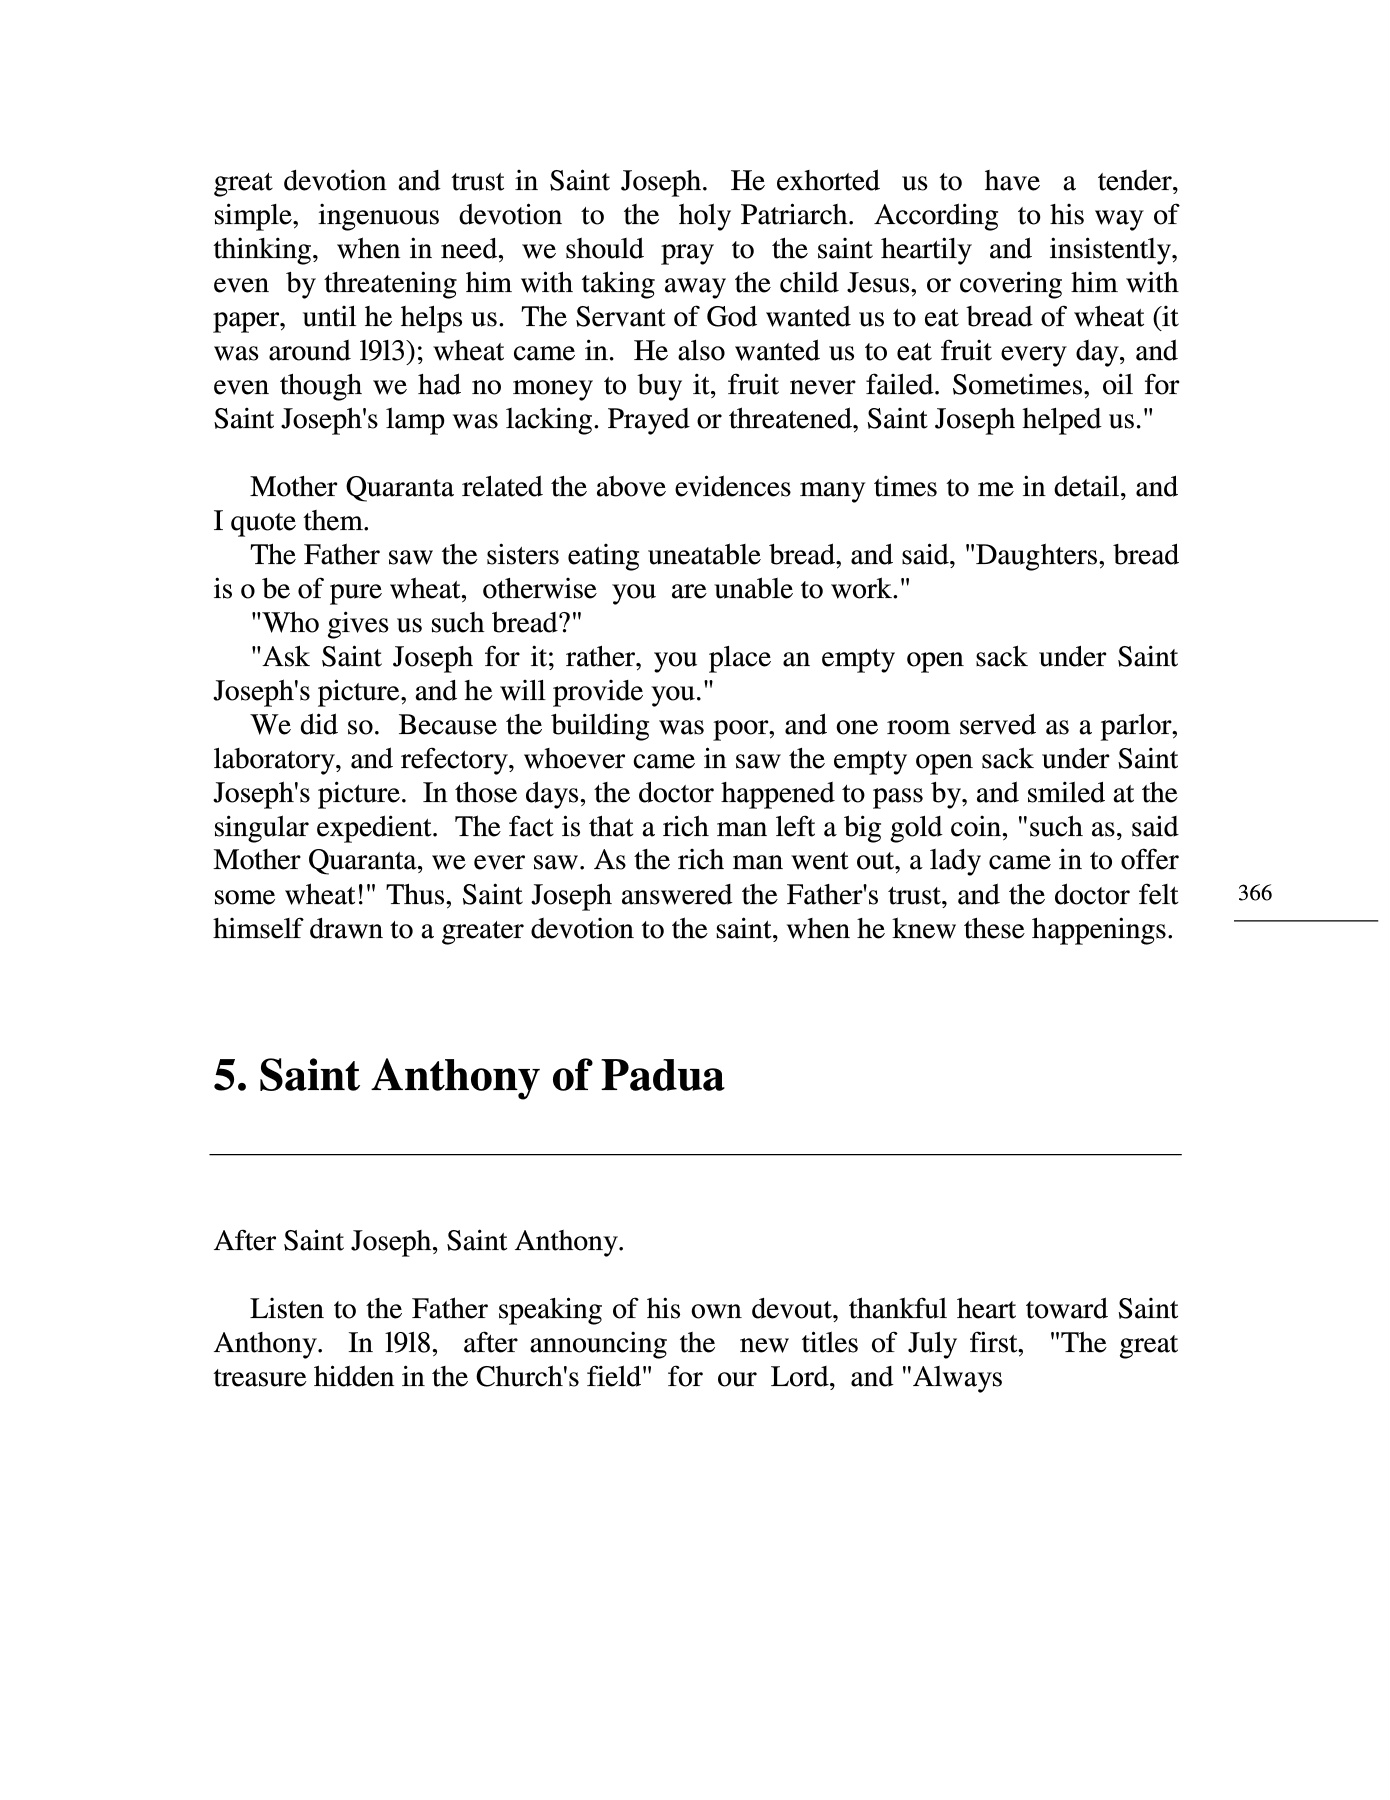 great devotion and trust in Saint Joseph. He exhorted us to have a tender,
simple, ingenuous devotion to the holy Patriarch. According to his way of
thinking, when in need, we should pray to the saint heartily and insistently,
even by threatening him with taking away the child Jesus, or covering him with
paper, until he helps us. The Servant of God wanted us to eat bread of wheat (it
was around 1913); wheat came in. He also wanted us to eat fruit every day, and
even though we had no money to buy it, fruit never failed. Sometimes, oil for
Saint Joseph's lamp was lacking. Prayed or threatened, Saint Joseph helped us."
Mother Quaranta related the above evidences many times to me in detail, and
I quote them.
The Father saw the sisters eating uneatable bread, and said, "Daughters, bread
is o be of pure wheat, otherwise you are unable to work."
"Who gives us such bread?"
"Ask Saint Joseph for it; rather, you place an empty open sack under Saint
Joseph's picture, and he will provide you."
We did so. Because the building was poor, and one room served as a parlor,
laboratory, and refectory, whoever came in saw the empty open sack under Saint
Joseph's picture. In those days, the doctor happened to pass by, and smiled at the
singular expedient. The fact is that a rich man left a big gold coin, "such as, said
Mother Quaranta, we ever saw. As the rich man went out, a lady came in to offer
some wheat!" Thus, Saint Joseph answered the Father's trust, and the doctor felt
himself drawn to a greater devotion to the saint, when he knew these happenings.
366
5. Saint Anthony of Padua
After Saint Joseph, Saint Anthony.
Listen to the Father speaking of his own devout, thankful heart toward Saint
Anthony. In 1918, after announcing the new titles of July first, "The great
treasure hidden in the Church's field" for our Lord, and "Always